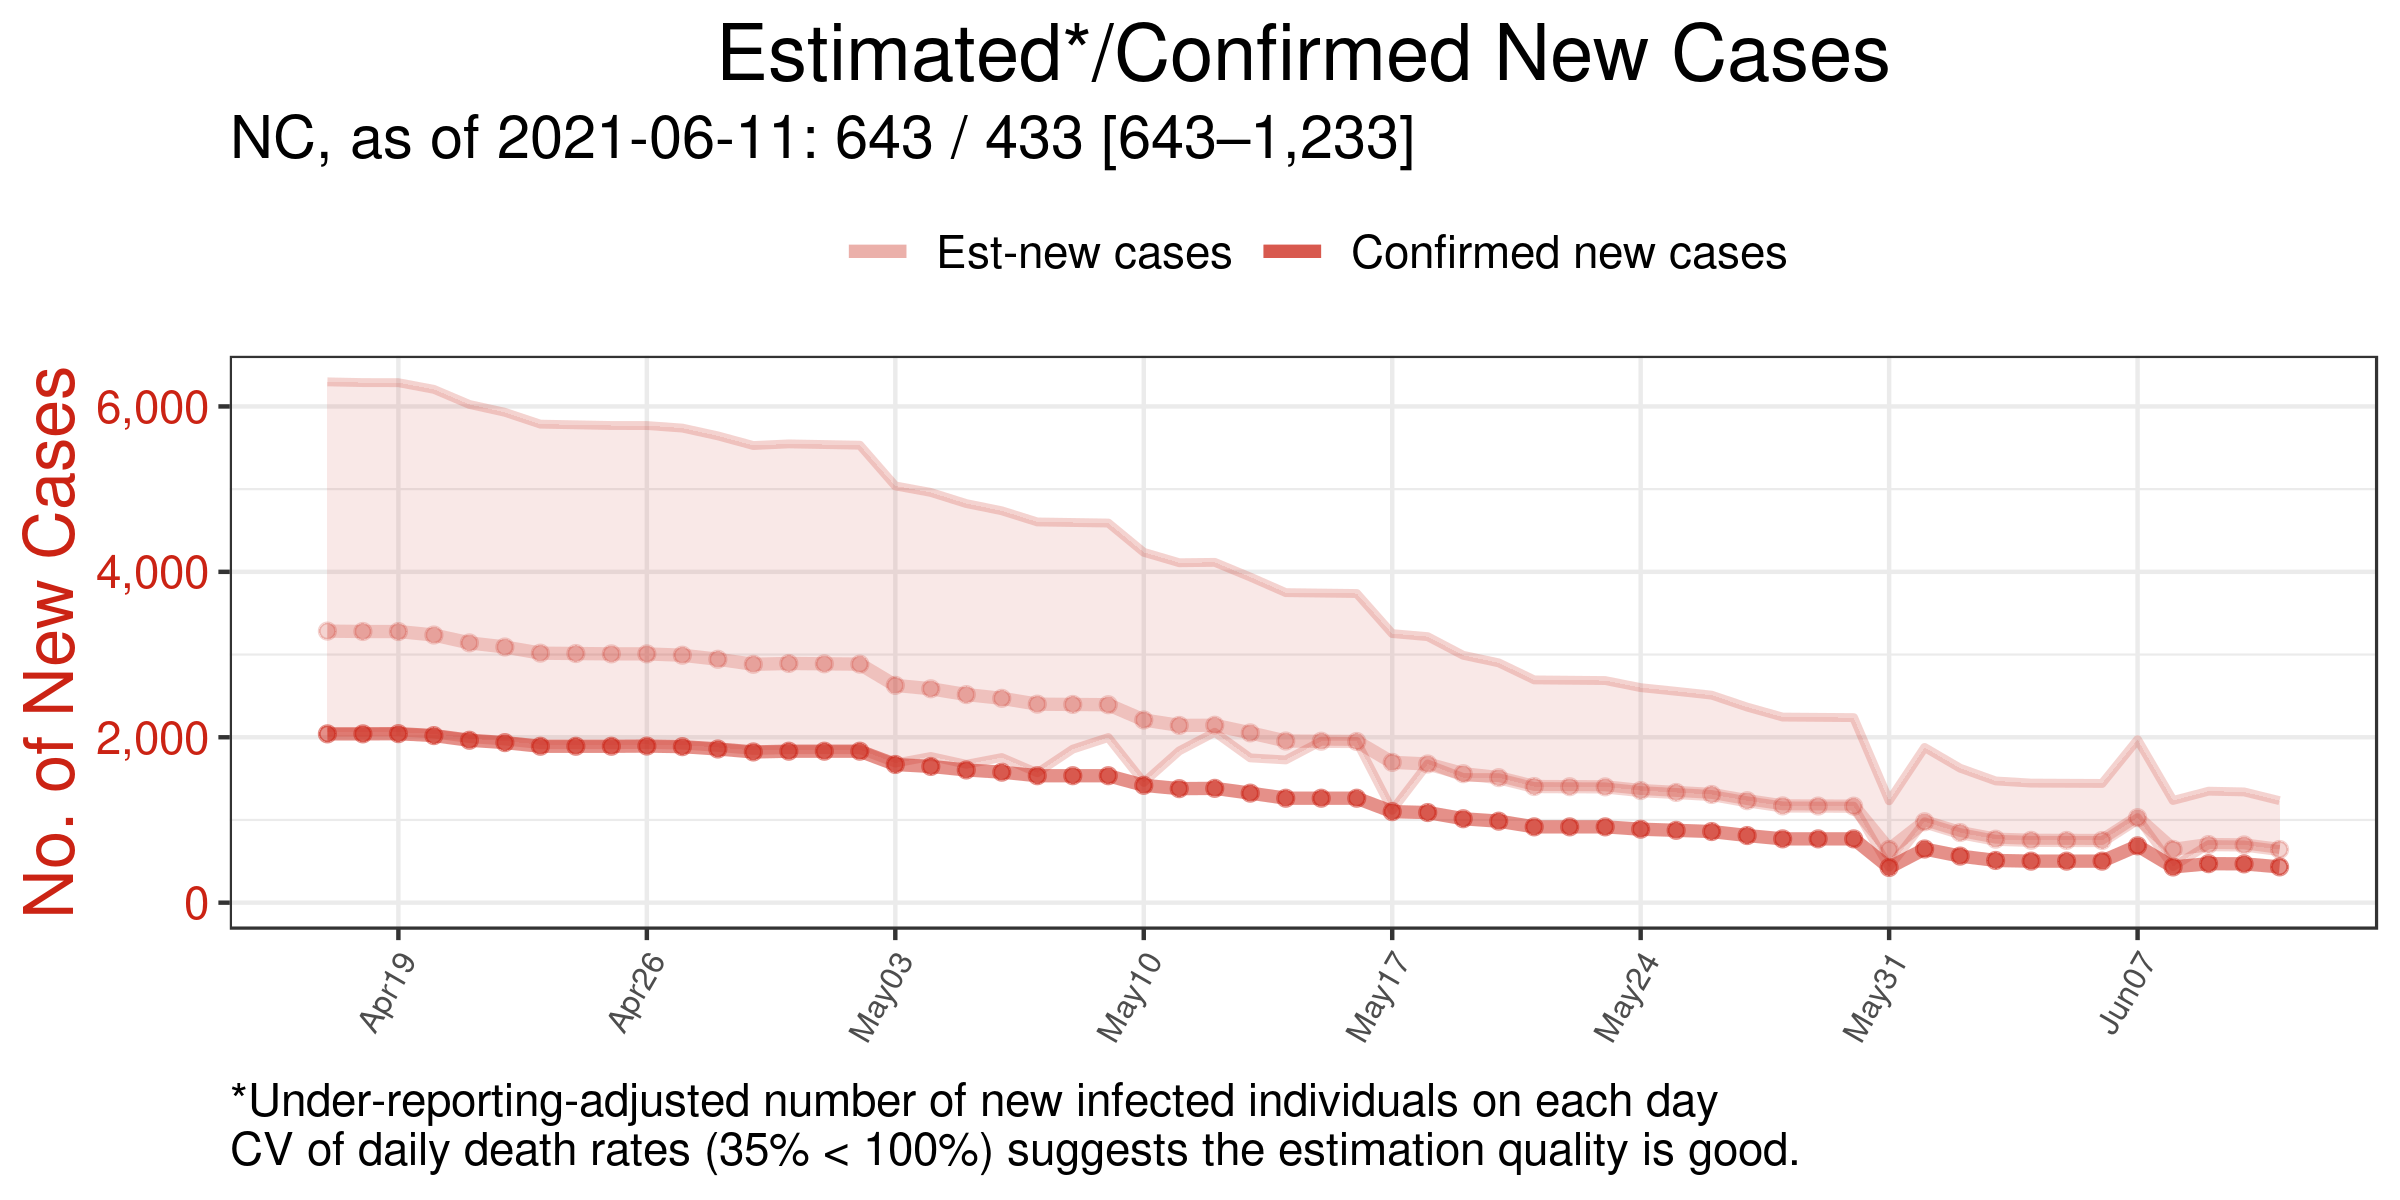 Estimated*/Confirmed New Cases
NC, as of 2021-06-11: 643 / 433 [643–1,233]
Est-new cases
Confirmed new cases
No. of New Cases
6,000
4,000
2,000
0
Apr19
Apr26
May03
May10
May17
May24
May31
Jun07
*Under-reporting-adjusted number of new infected individuals on each day
CV of daily death rates (35% < 100%) suggests the estimation quality is good.